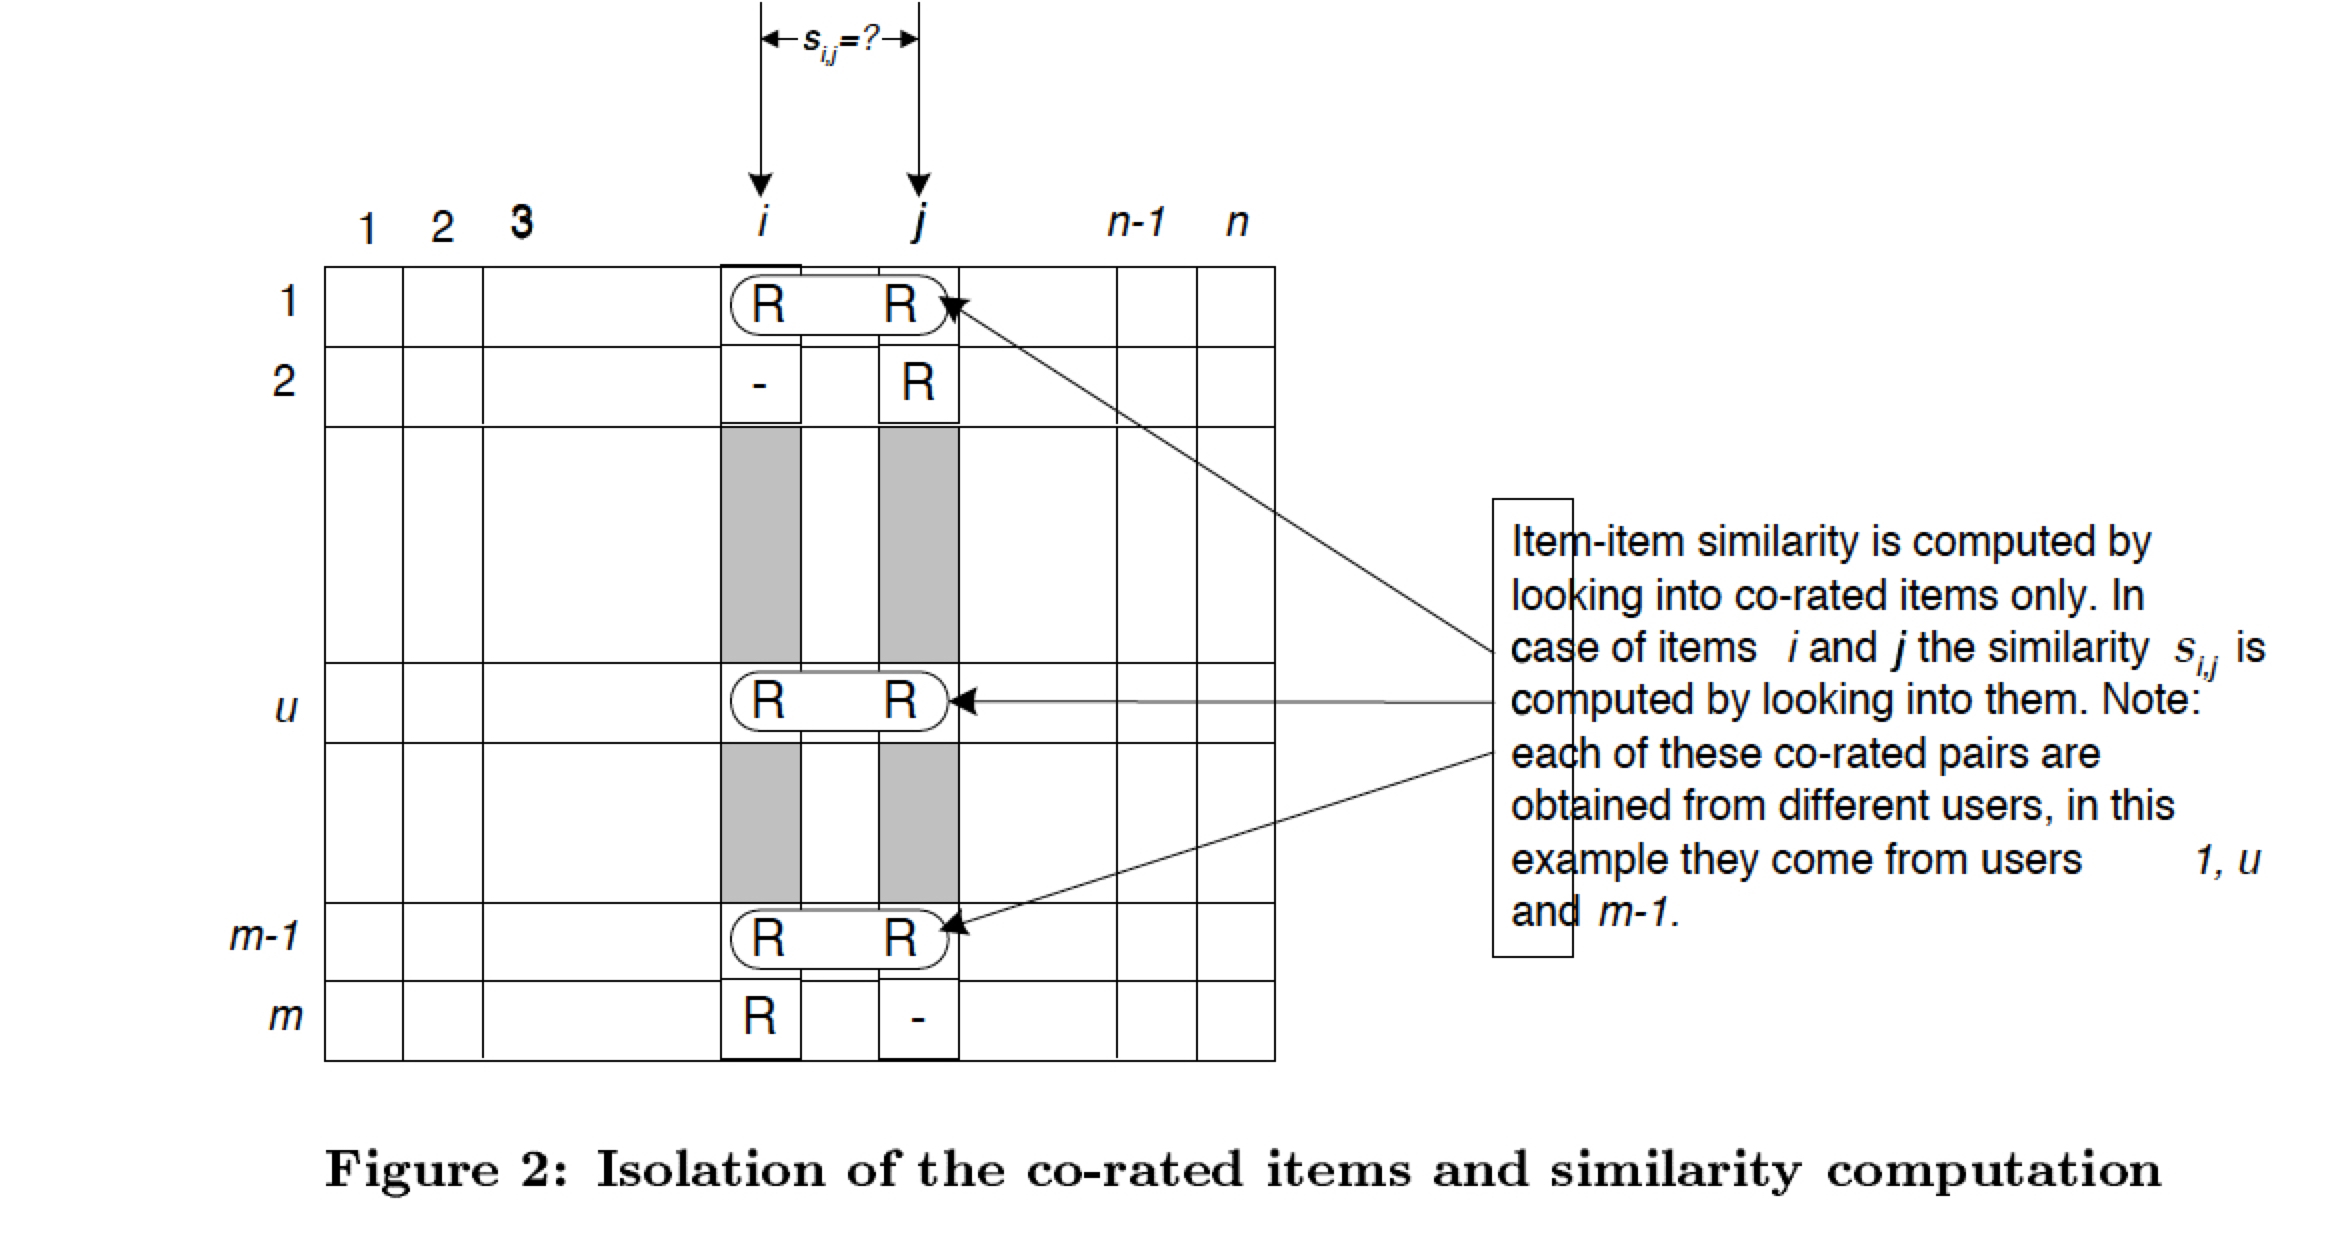 s i,j =?
1 2 3 i j n-1 n
1 R R
2 - R
u R R
m-1 R R
m R -
Item-item similarity is computed by
looking into co-rated items only. In
case of items i and j the similarity s i,j is
computed by looking into them. Note:
each of these co-rated pairs are
obtained from different users, in this
example they come from users 1, u
and m-1.
Figure 2: Isolation of the co-rated items and similarity computation